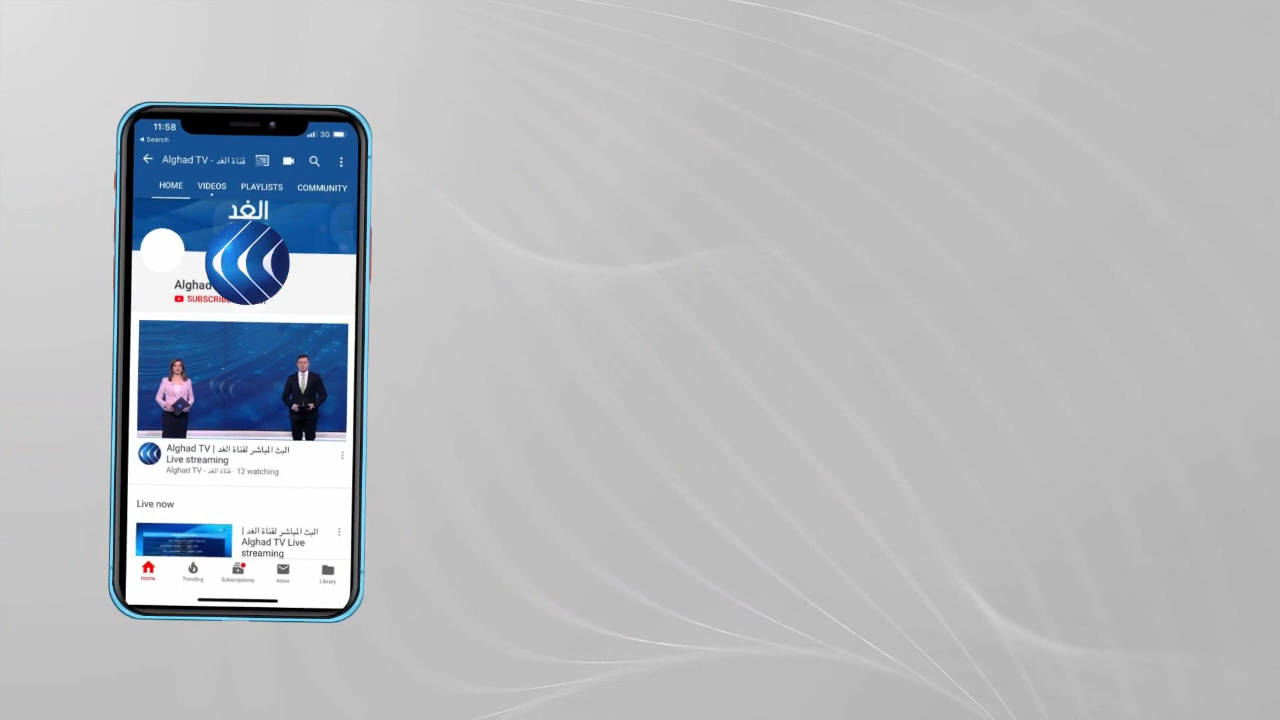 11:58
3G
Search
Alghad TV - قناة الغد
HOME VIDEOS PLAYLISTS COMMUNITY
الغد
Alghad
SUBSCRIBE
Alghad TV | البث المباشر لقناة الغد
Live streaming
Alghad TV - قناة الغد · 12 watching
Live now
البث المباشر لقناة الغد |
Alghad TV Live
streaming
Home Trending Subscriptions Inbox Library